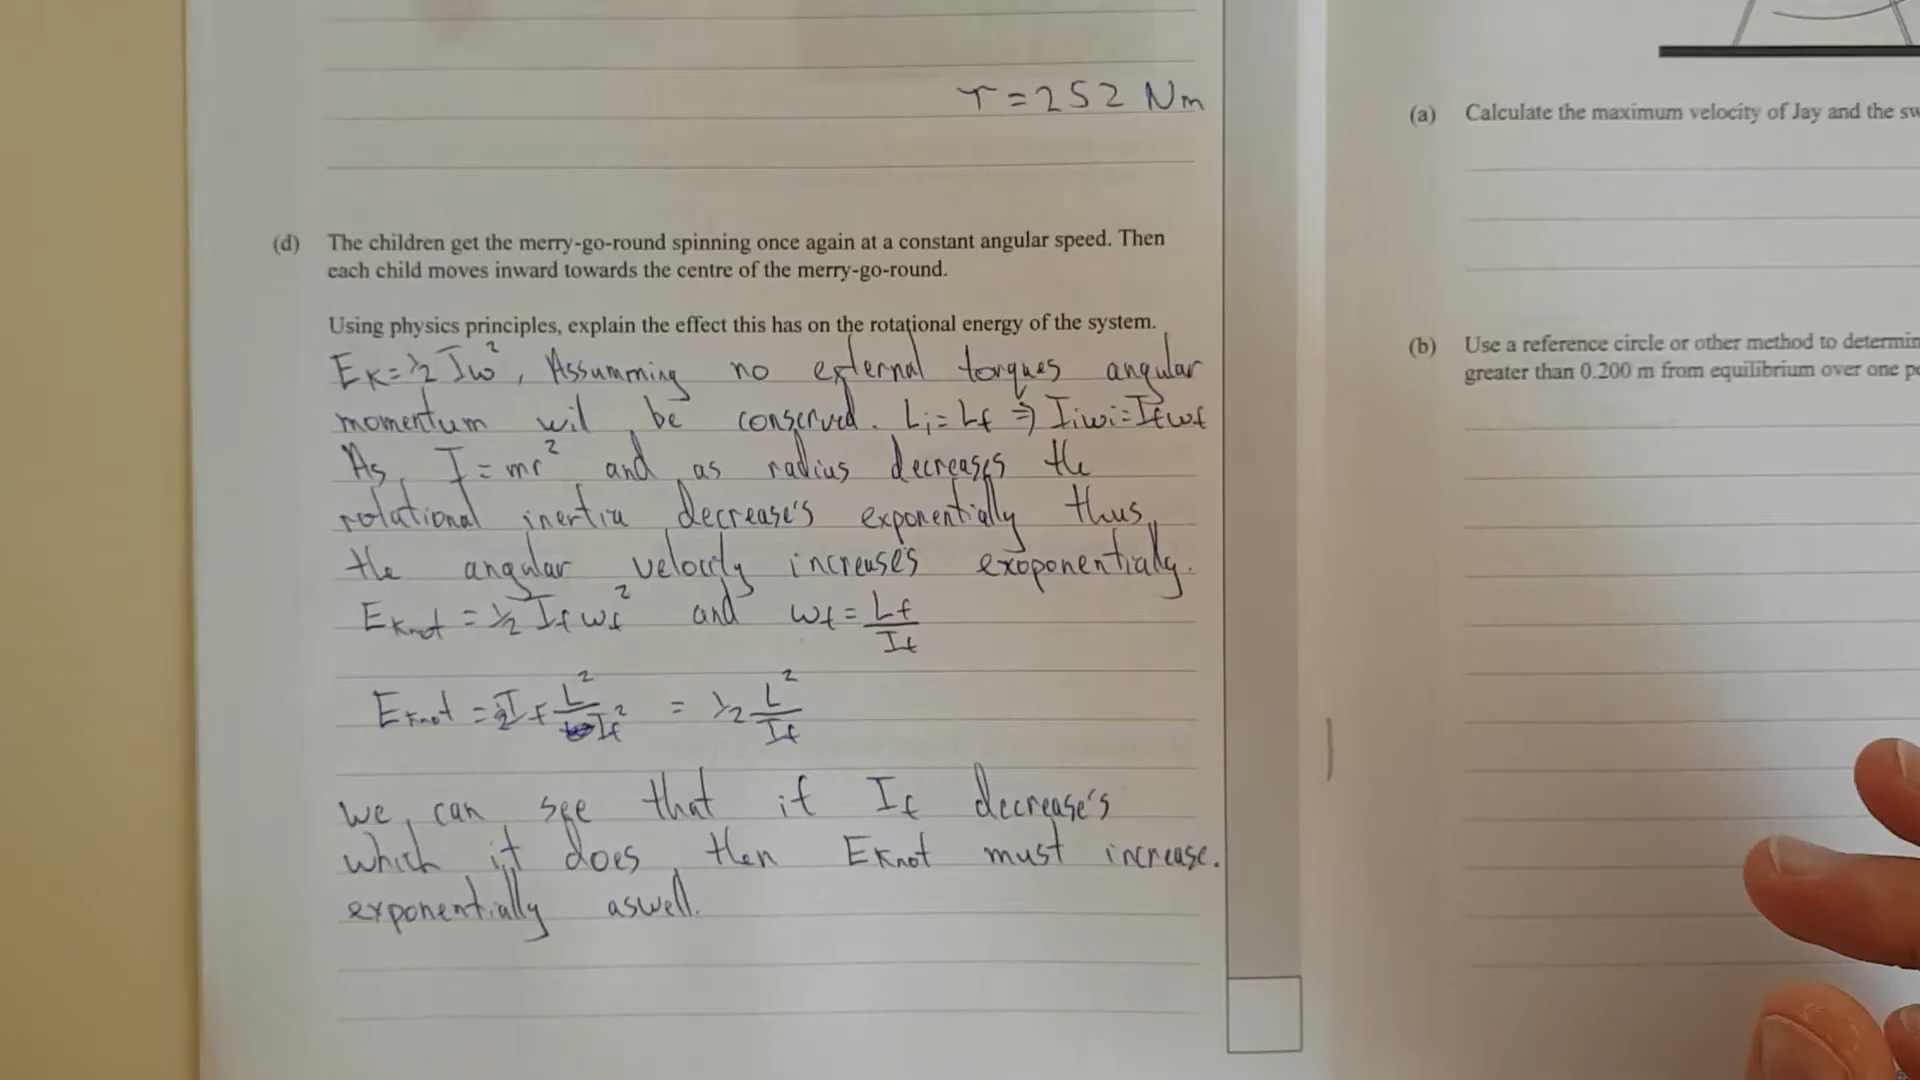 τ = 252 Nm
(d) The children get the merry-go-round spinning once again at a constant angular speed. Then
each child moves inward towards the centre of the merry-go-round.
Using physics principles, explain the effect this has on the rotational energy of the system.
EK = 1/2 Iω², Assumming no external torques angular
momentum wil be conserved. Li = Lf ⇒ Iiωi = Ifωf
As I = mr² and as radius decreases the
rotational inertia decrease's exponentially thus
the angular velocity increase's exoponentialy.
EKrot = 1/2 Ifωf² and ωf = Lf/If
EKrot = 1/2 If L²/If² = 1/2 L²/If
we can see that if If decrease's
which it does then EKrot must increase.
exponentially aswell.
(a) Calculate the maximum velocity of Jay and the sw
(b) Use a reference circle or other method to determin
greater than 0.200 m from equilibrium over one pe